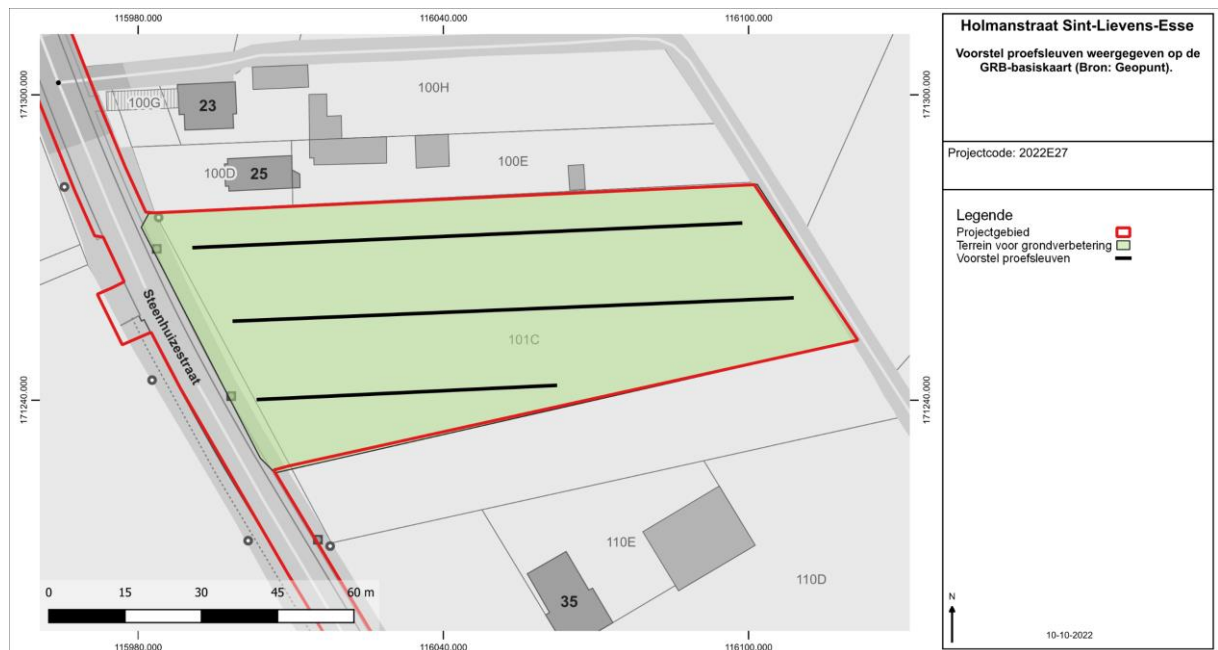 115980.000
116040.000
116100.000
171300.000
171300.000
171240.000
171240.000
100G
23
100H
100D
25
100E
Steenhuizestraat
101C
110E
110D
35
0 15 30 45 60 m
115980.000
116040.000
116100.000
Holmanstraat Sint-Lievens-Esse
Voorstel proefsleuven weergegeven op de
GRB-basiskaart (Bron: Geopunt).
Projectcode: 2022E27
Legende
Projectgebied
Terrein voor grondverbetering
Voorstel proefsleuven
N
10-10-2022